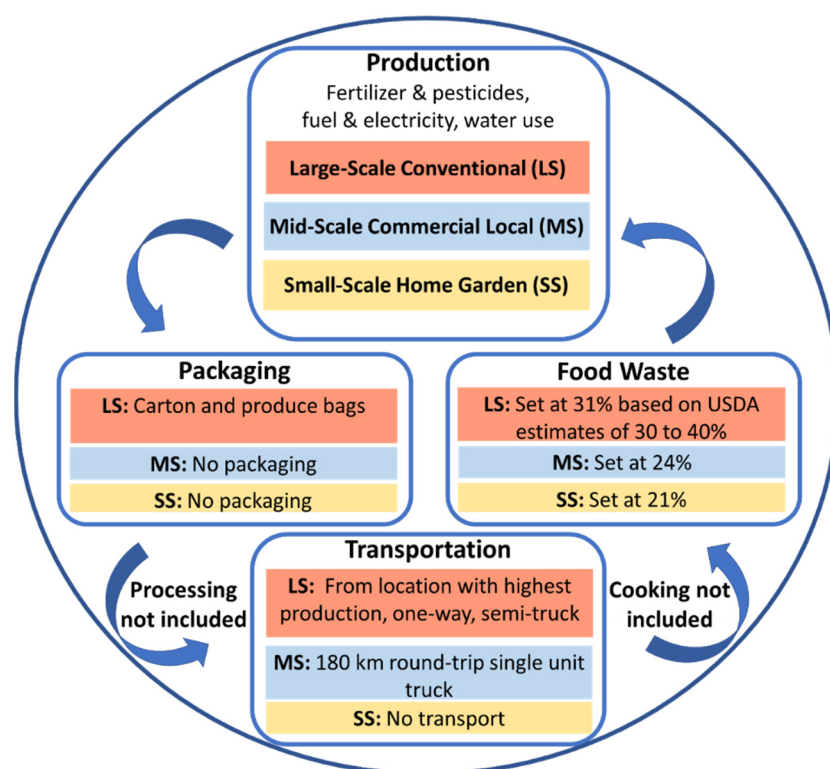 Production
Fertilizer & pesticides,
fuel & electricity, water use
Large-Scale Conventional (LS)
Mid-Scale Commercial Local (MS)
Small-Scale Home Garden (SS)
Packaging
LS: Carton and produce bags
MS: No packaging
SS: No packaging
Food Waste
LS: Set at 31% based on USDA
estimates of 30 to 40%
MS: Set at 24%
SS: Set at 21%
Processing
not included
Transportation
LS: From location with highest
production, one-way, semi-truck
MS: 180 km round-trip single unit
truck
SS: No transport
Cooking not
included